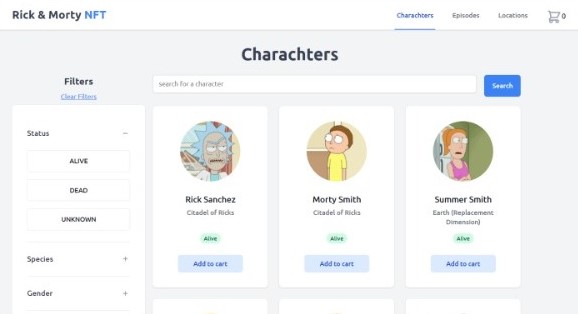 Rick & Morty NFT
Charachters
Episodes
Locations
0
Charachters
Filters
Clear Filters
search for a character
Search
Status
ALIVE
DEAD
UNKNOWN
Species
Gender
Rick Sanchez
Citadel of Ricks
Alive
Add to cart
Morty Smith
Citadel of Ricks
Alive
Add to cart
Summer Smith
Earth (Replacement
Dimension)
Alive
Add to cart